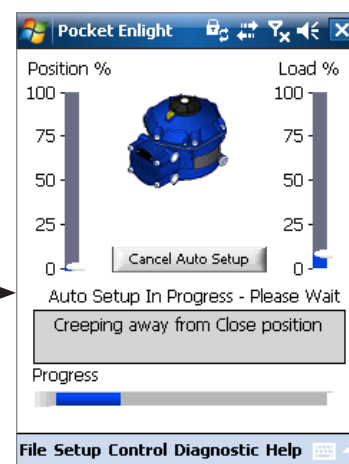 Pocket Enlight
Position % Load %
100 100
75 75
50 50
25 25
0 0
Cancel Auto Setup
Auto Setup In Progress - Please Wait
Creeping away from Close position
Progress
File Setup Control Diagnostic Help